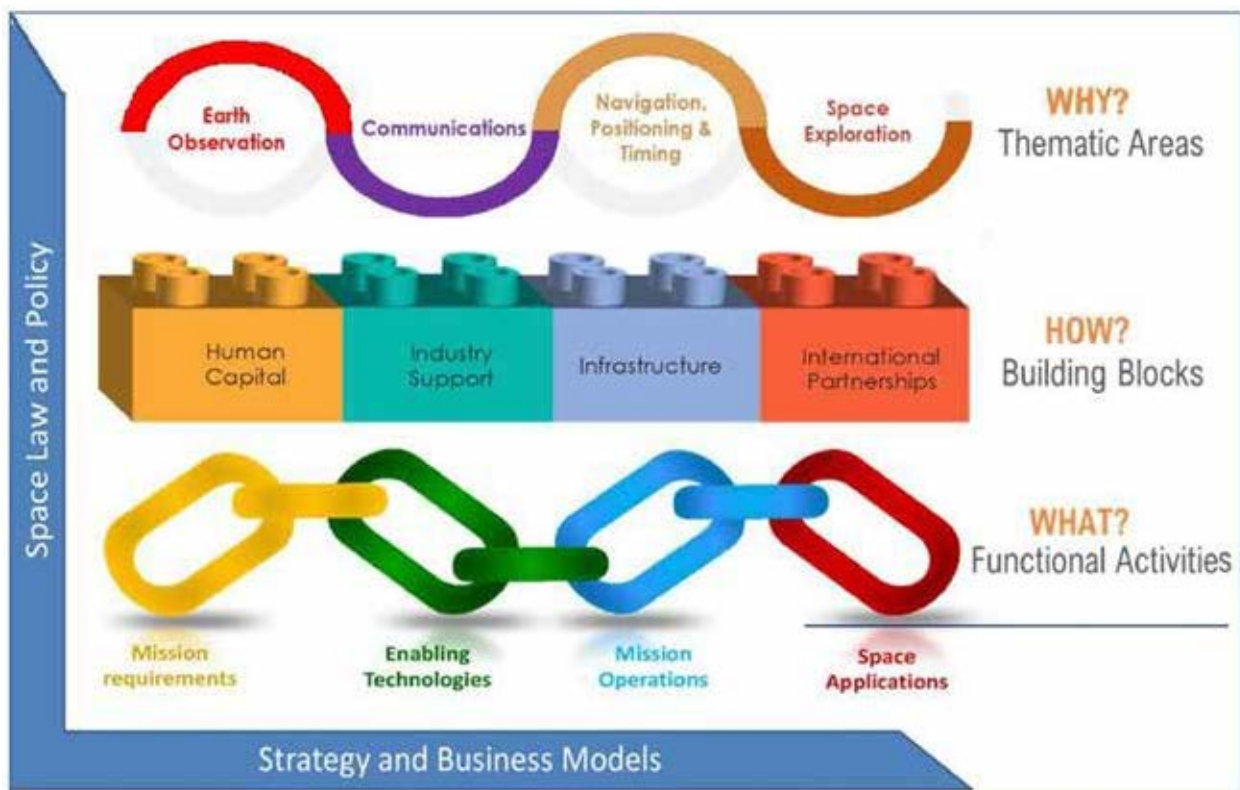 Earth
Observation
Communications
Navigation,
Positioning &
Timing
Space
Exploration
WHY?
Thematic Areas
Human
Capital
Industry
Support
Infrastructure
International
Partnerships
HOW?
Building Blocks
WHAT?
Functional Activities
Mission
requirements
Enabling
Technologies
Mission
Operations
Space
Applications
Space Law and Policy
Strategy and Business Models